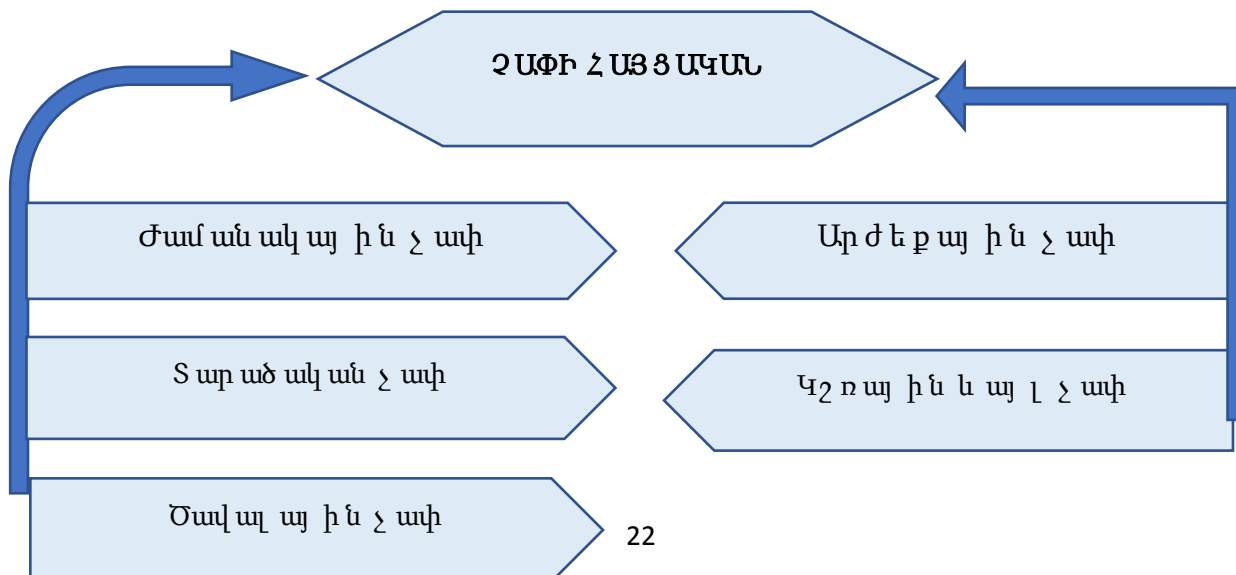 ՉԱՓԻ ՀԱՅՑԱԿԱՆ
Ժամանակային չափ
Արժեքային չափ
Տարածական չափ
Կշռային և այլ չափ
Ծավալային չափ
22